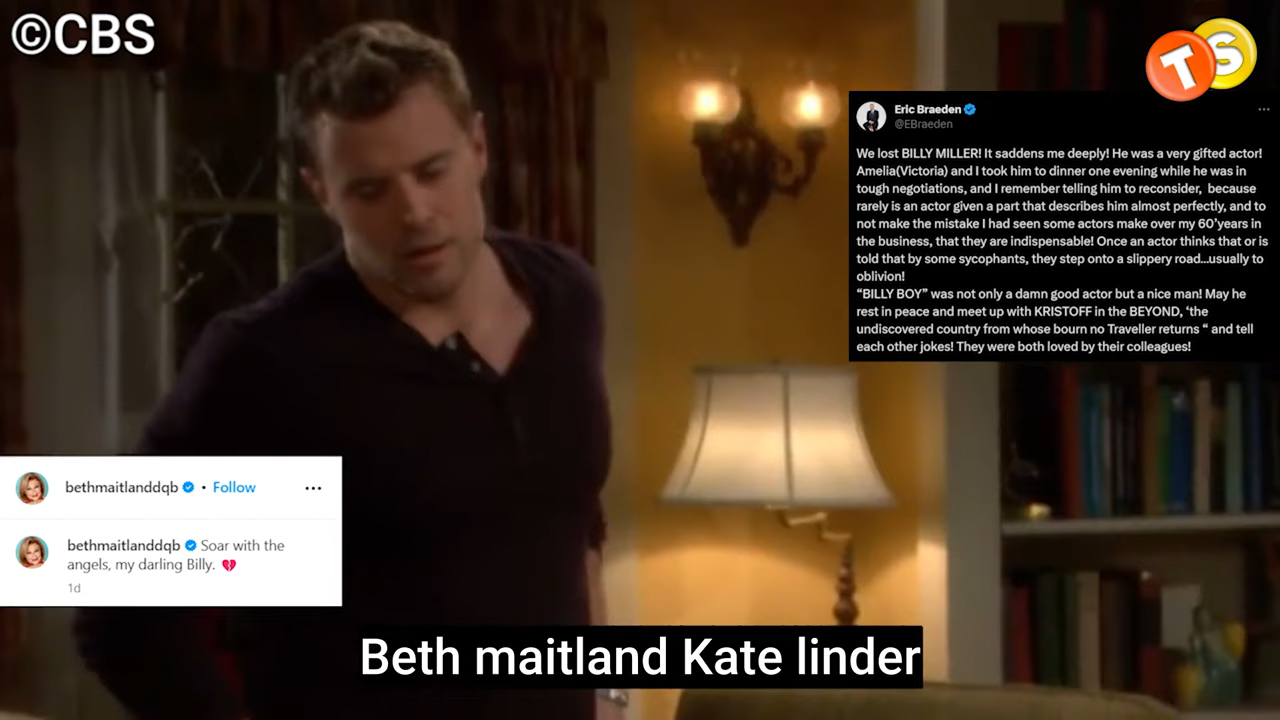 ©CBS
TS
Eric Braeden
@EBraeden
We lost BILLY MILLER! It saddens me deeply! He was a very gifted actor!
Amelia(Victoria) and I took him to dinner one evening while he was in
tough negotiations, and I remember telling him to reconsider, because
rarely is an actor given a part that describes him almost perfectly, and to
not make the mistake I had seen some actors make over my 60'years in
the business, that they are indispensable! Once an actor thinks that or is
told that by some sycophants, they step onto a slippery road...usually to
oblivion!
“BILLY BOY” was not only a damn good actor but a nice man! May he
rest in peace and meet up with KRISTOFF in the BEYOND, ‘the
undiscovered country from whose bourn no Traveller returns “ and tell
each other jokes! They were both loved by their colleagues!
bethmaitlanddqb • Follow
bethmaitlanddqb Soar with the
angels, my darling Billy. 💔
1d
Beth maitland Kate linder